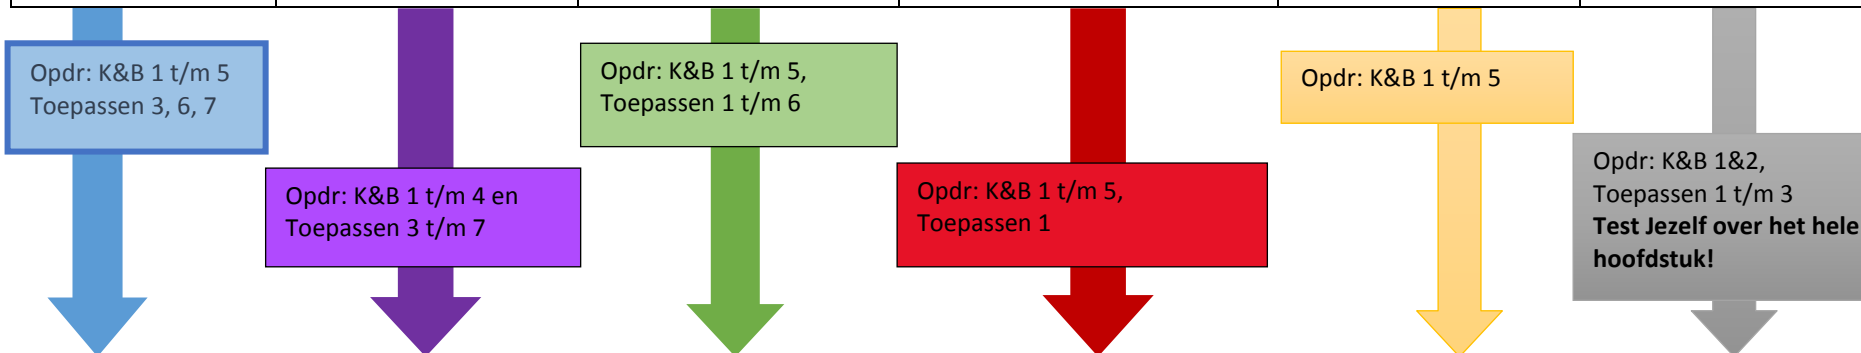 Opdr: K&B 1 t/m 5
Toepassen 3, 6, 7
Opdr: K&B 1 t/m 4 en
Toepassen 3 t/m 7
Opdr: K&B 1 t/m 5,
Toepassen 1 t/m 6
Opdr: K&B 1 t/m 5,
Toepassen 1
Opdr: K&B 1 t/m 5
Opdr: K&B 1&2,
Toepassen 1 t/m 3
Test Jezelf over het hele
hoofdstuk!